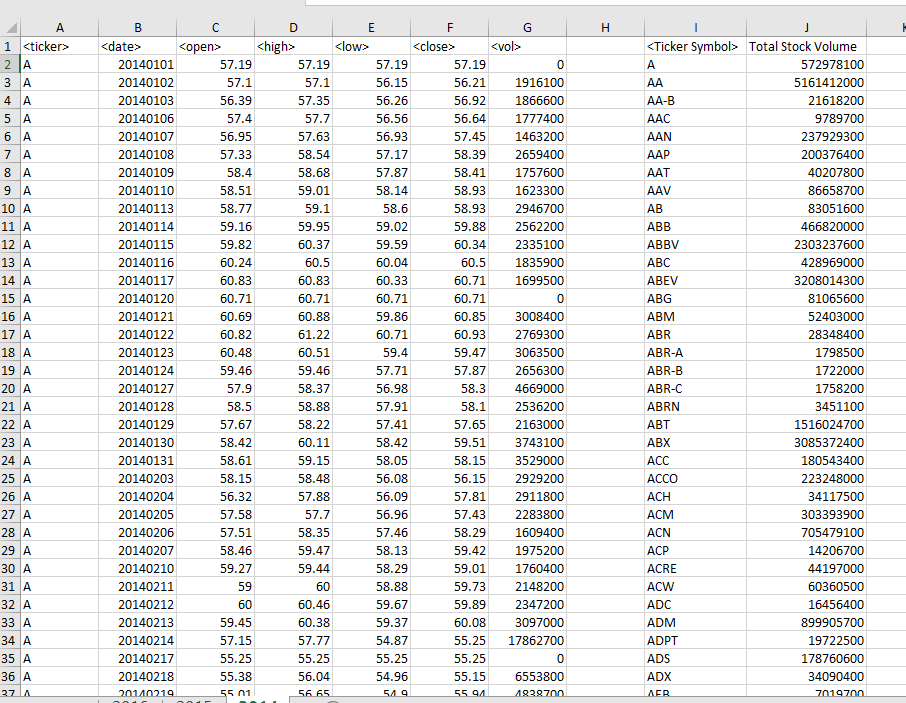 A B C D E F G H I J
1 <ticker> <date> <open> <high> <low> <close> <vol> <Ticker Symbol> Total Stock Volume
2 A 20140101 57.19 57.19 57.19 57.19 0 A 572978100
3 A 20140102 57.1 57.1 56.15 56.21 1916100 AA 5161412000
4 A 20140103 56.39 57.35 56.26 56.92 1866600 AA-B 21618200
5 A 20140106 57.4 57.7 56.56 56.64 1777400 AAC 9789700
6 A 20140107 56.95 57.63 56.93 57.45 1463200 AAN 237929300
7 A 20140108 57.33 58.54 57.17 58.39 2659400 AAP 200376400
8 A 20140109 58.4 58.68 57.87 58.41 1757600 AAT 40207800
9 A 20140110 58.51 59.01 58.14 58.93 1623300 AAV 86658700
10 A 20140113 58.77 59.1 58.6 58.93 2946700 AB 83051600
11 A 20140114 59.16 59.95 59.02 59.88 2562200 ABB 466820000
12 A 20140115 59.82 60.37 59.59 60.34 2335100 ABBV 2303237600
13 A 20140116 60.24 60.5 60.04 60.5 1835900 ABC 428969000
14 A 20140117 60.83 60.83 60.33 60.71 1699500 ABEV 3208014300
15 A 20140120 60.71 60.71 60.71 60.71 0 ABG 81065600
16 A 20140121 60.69 60.88 59.86 60.85 3008400 ABM 52403000
17 A 20140122 60.82 61.22 60.71 60.93 2769300 ABR 28348400
18 A 20140123 60.48 60.51 59.4 59.47 3063500 ABR-A 1798500
19 A 20140124 59.46 59.46 57.71 57.87 2656300 ABR-B 1722000
20 A 20140127 57.9 58.37 56.98 58.3 4669000 ABR-C 1758200
21 A 20140128 58.5 58.88 57.91 58.1 2536200 ABRN 3451100
22 A 20140129 57.67 58.22 57.41 57.65 2163000 ABT 1516024700
23 A 20140130 58.42 60.11 58.42 59.51 3743100 ABX 3085372400
24 A 20140131 58.61 59.15 58.05 58.15 3529000 ACC 180543400
25 A 20140203 58.15 58.48 56.08 56.15 2929200 ACCO 223248000
26 A 20140204 56.32 57.88 56.09 57.81 2911800 ACH 34117500
27 A 20140205 57.58 57.7 56.96 57.43 2283800 ACM 303393900
28 A 20140206 57.51 58.35 57.46 58.29 1609400 ACN 705479100
29 A 20140207 58.46 59.47 58.13 59.42 1975200 ACP 14206700
30 A 20140210 59.27 59.44 58.29 59.01 1760400 ACRE 44197000
31 A 20140211 59 60 58.88 59.73 2148200 ACW 60360500
32 A 20140212 60 60.46 59.67 59.89 2347200 ADC 16456400
33 A 20140213 59.45 60.38 59.37 60.08 3097000 ADM 899905700
34 A 20140214 57.15 57.77 54.87 55.25 17862700 ADPT 19722500
35 A 20140217 55.25 55.25 55.25 55.25 0 ADS 178760600
36 A 20140218 55.38 56.04 54.96 55.15 6553800 ADX 34090400
37 A 20140219 55.01 56.65 54.9 55.94 4838700 AEB 7019700
2016 2015 2014